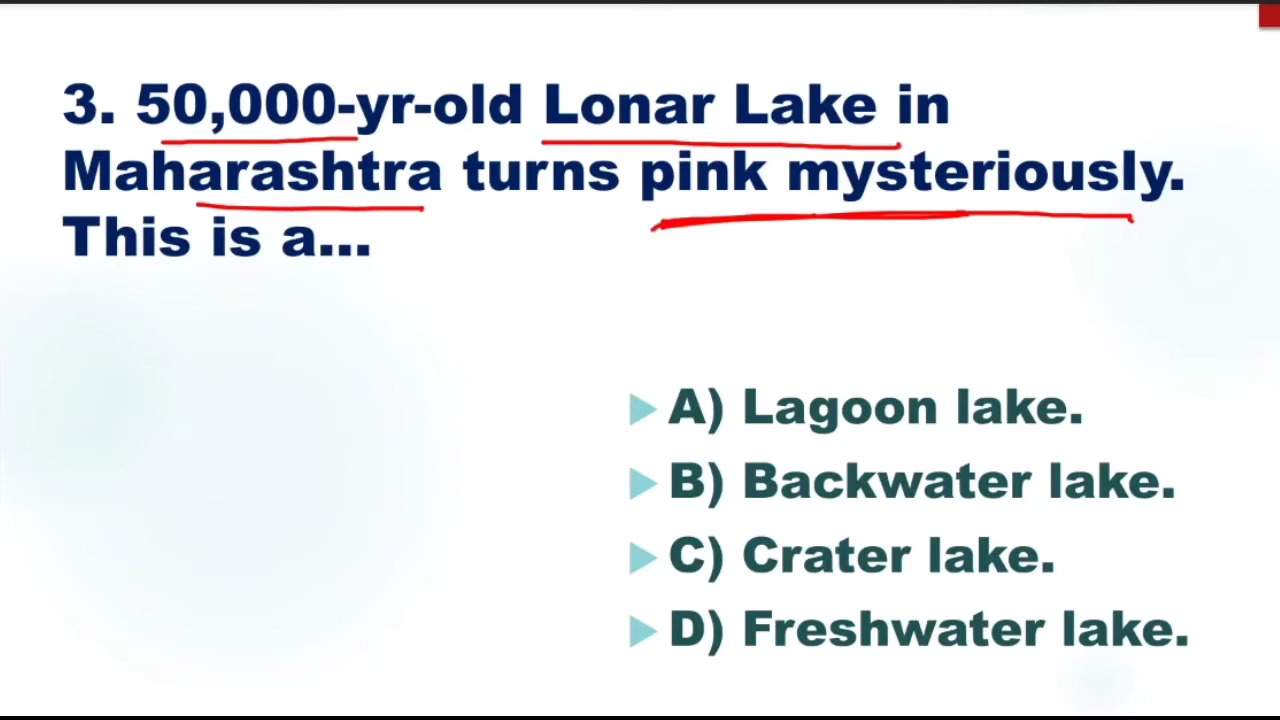 3. 50,000-yr-old Lonar Lake in
Maharashtra turns pink mysteriously.
This is a...
A) Lagoon lake.
B) Backwater lake.
C) Crater lake.
D) Freshwater lake.